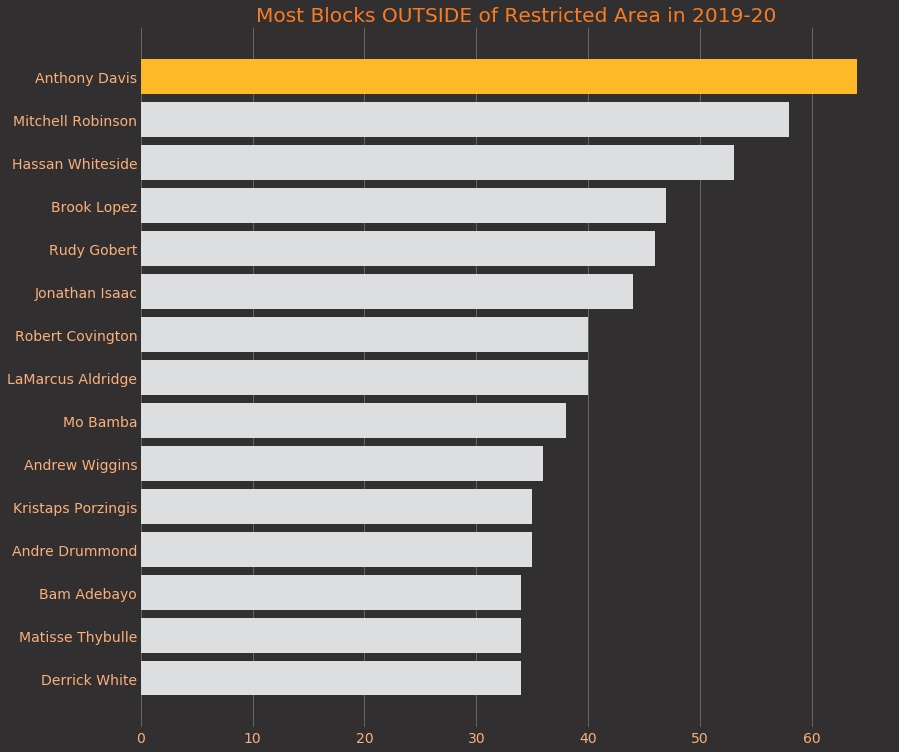 Most Blocks OUTSIDE of Restricted Area in 2019-20
Anthony Davis
Mitchell Robinson
Hassan Whiteside
Brook Lopez
Rudy Gobert
Jonathan Isaac
Robert Covington
LaMarcus Aldridge
Mo Bamba
Andrew Wiggins
Kristaps Porzingis
Andre Drummond
Bam Adebayo
Matisse Thybulle
Derrick White
0 10 20 30 40 50 60